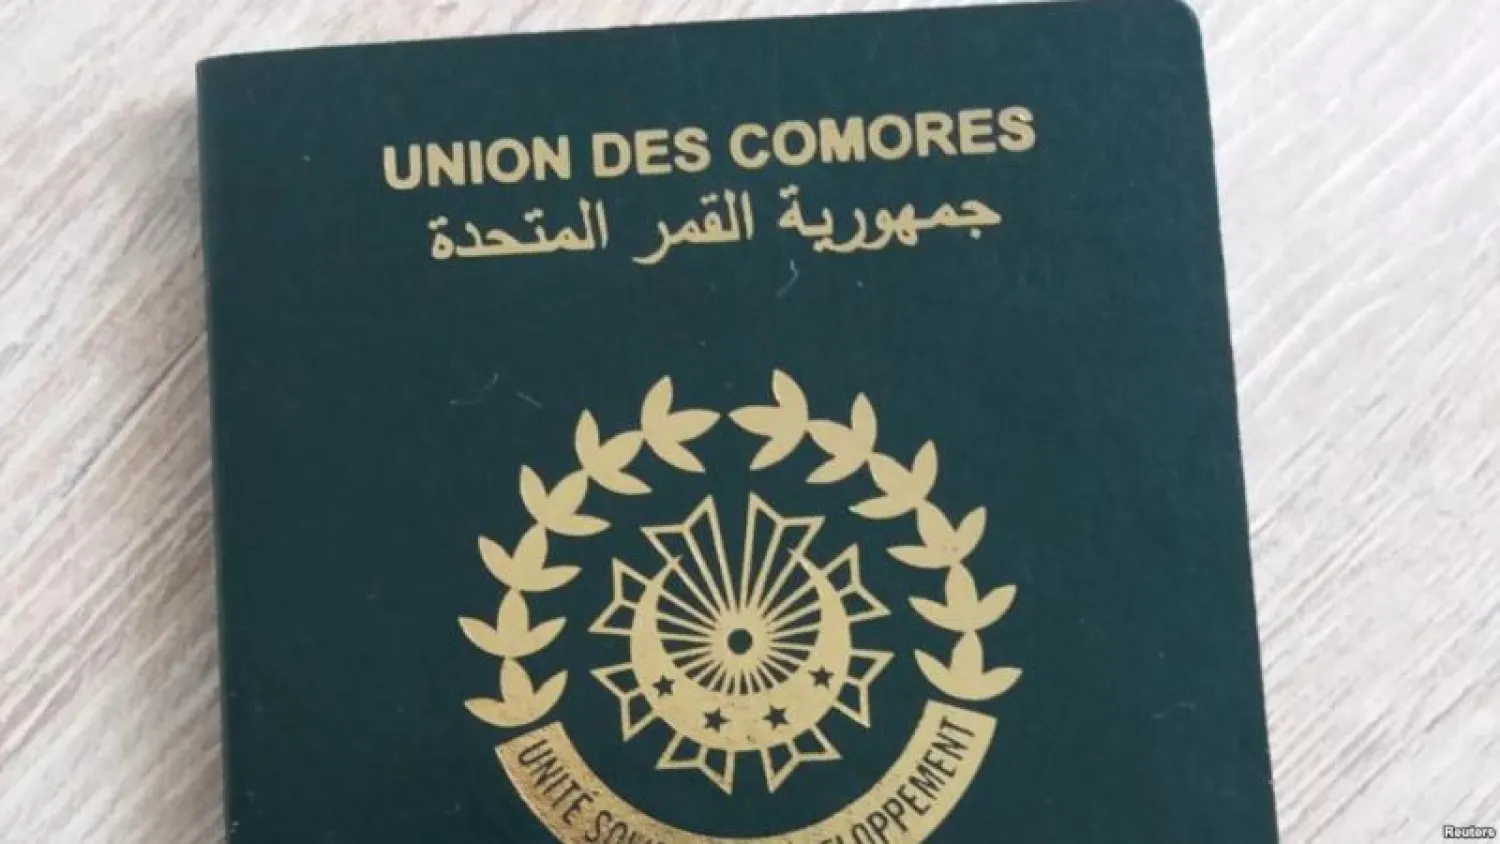 UNION DES COMORES
جمهورية القمر المتحدة
UNITÉ
Reuters